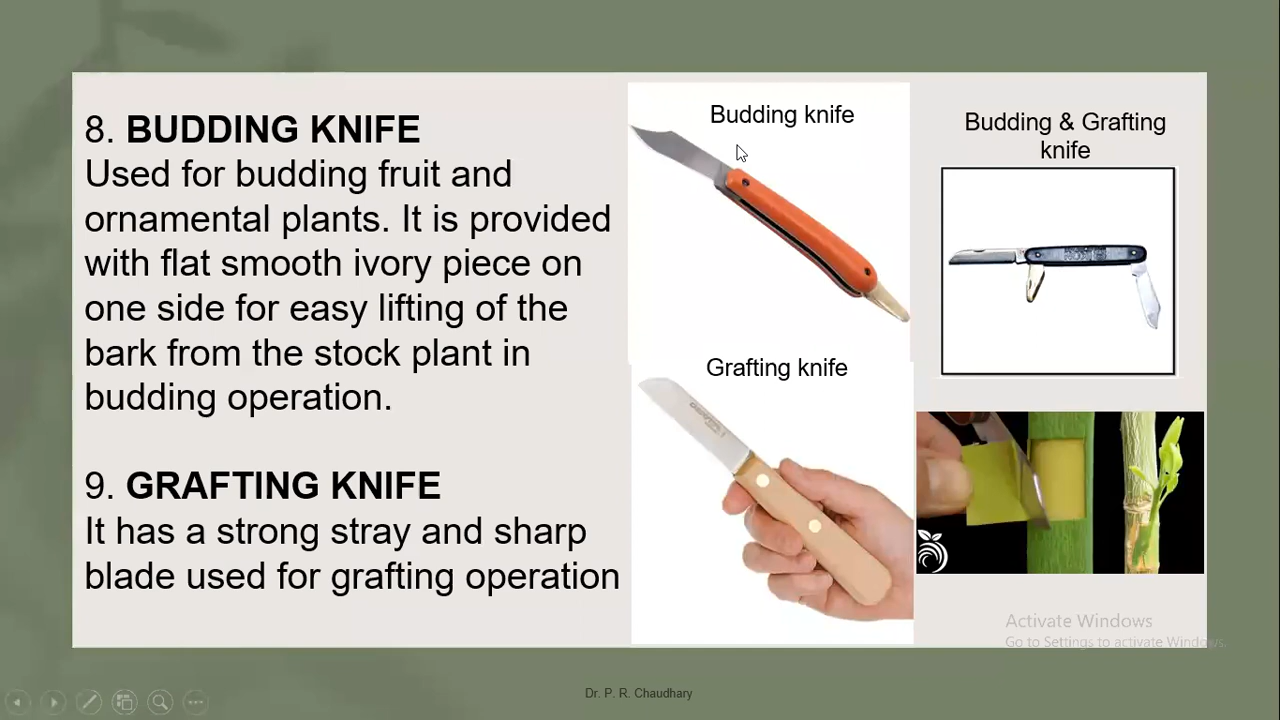 8. BUDDING KNIFE
Used for budding fruit and
ornamental plants. It is provided
with flat smooth ivory piece on
one side for easy lifting of the
bark from the stock plant in
budding operation.
9. GRAFTING KNIFE
It has a strong stray and sharp
blade used for grafting operation
Budding knife
Grafting knife
Budding & Grafting
knife
Activate Windows
Go to Settings to activate Windows.
Dr. P. R. Chaudhary